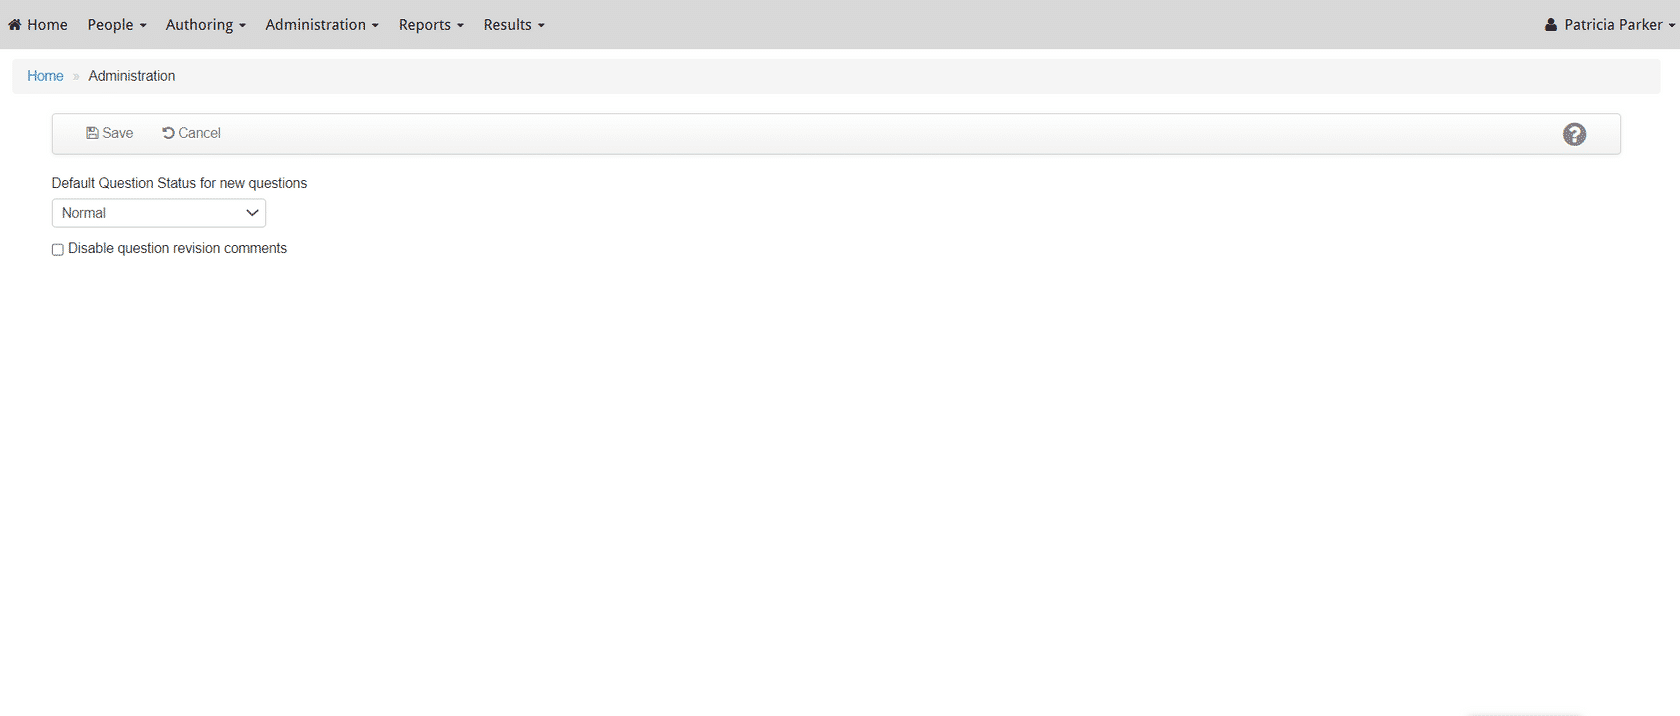 Home People Authoring Administration Reports Results Patricia Parker
Home » Administration
Save Cancel ?
Default Question Status for new questions
Normal
Disable question revision comments